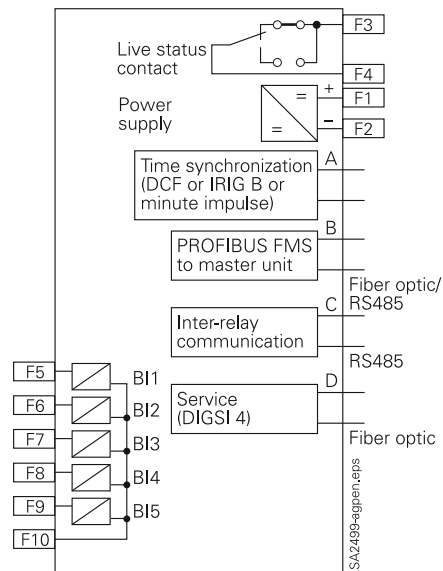 F3
Live status
contact
F4
Power
supply
=
=
+
−
F1
F2
Time synchronization
(DCF or IRIG B or
minute impulse)
A
PROFIBUS FMS
to master unit
B
Fiber optic/
RS485
Inter-relay
communication
C
RS485
Service
(DIGSI 4)
D
Fiber optic
F5
BI1
F6
BI2
F7
BI3
F8
BI4
F9
BI5
F10
SA2499-agpen.eps